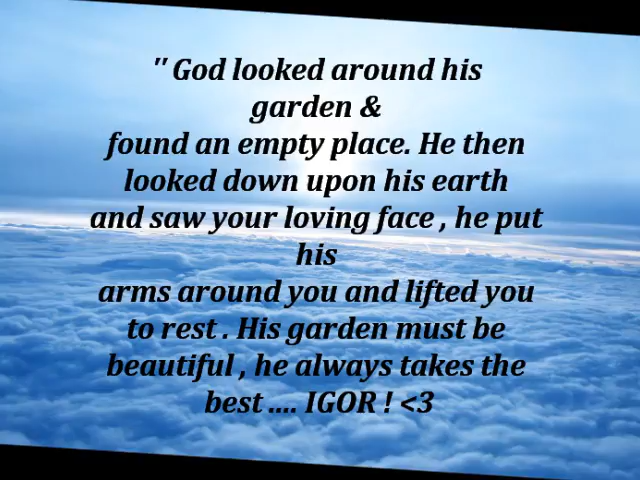 " God looked around his
garden &
found an empty place. He then
looked down upon his earth
and saw your loving face , he put
his
arms around you and lifted you
to rest . His garden must be
beautiful , he always takes the
best .... IGOR ! <3